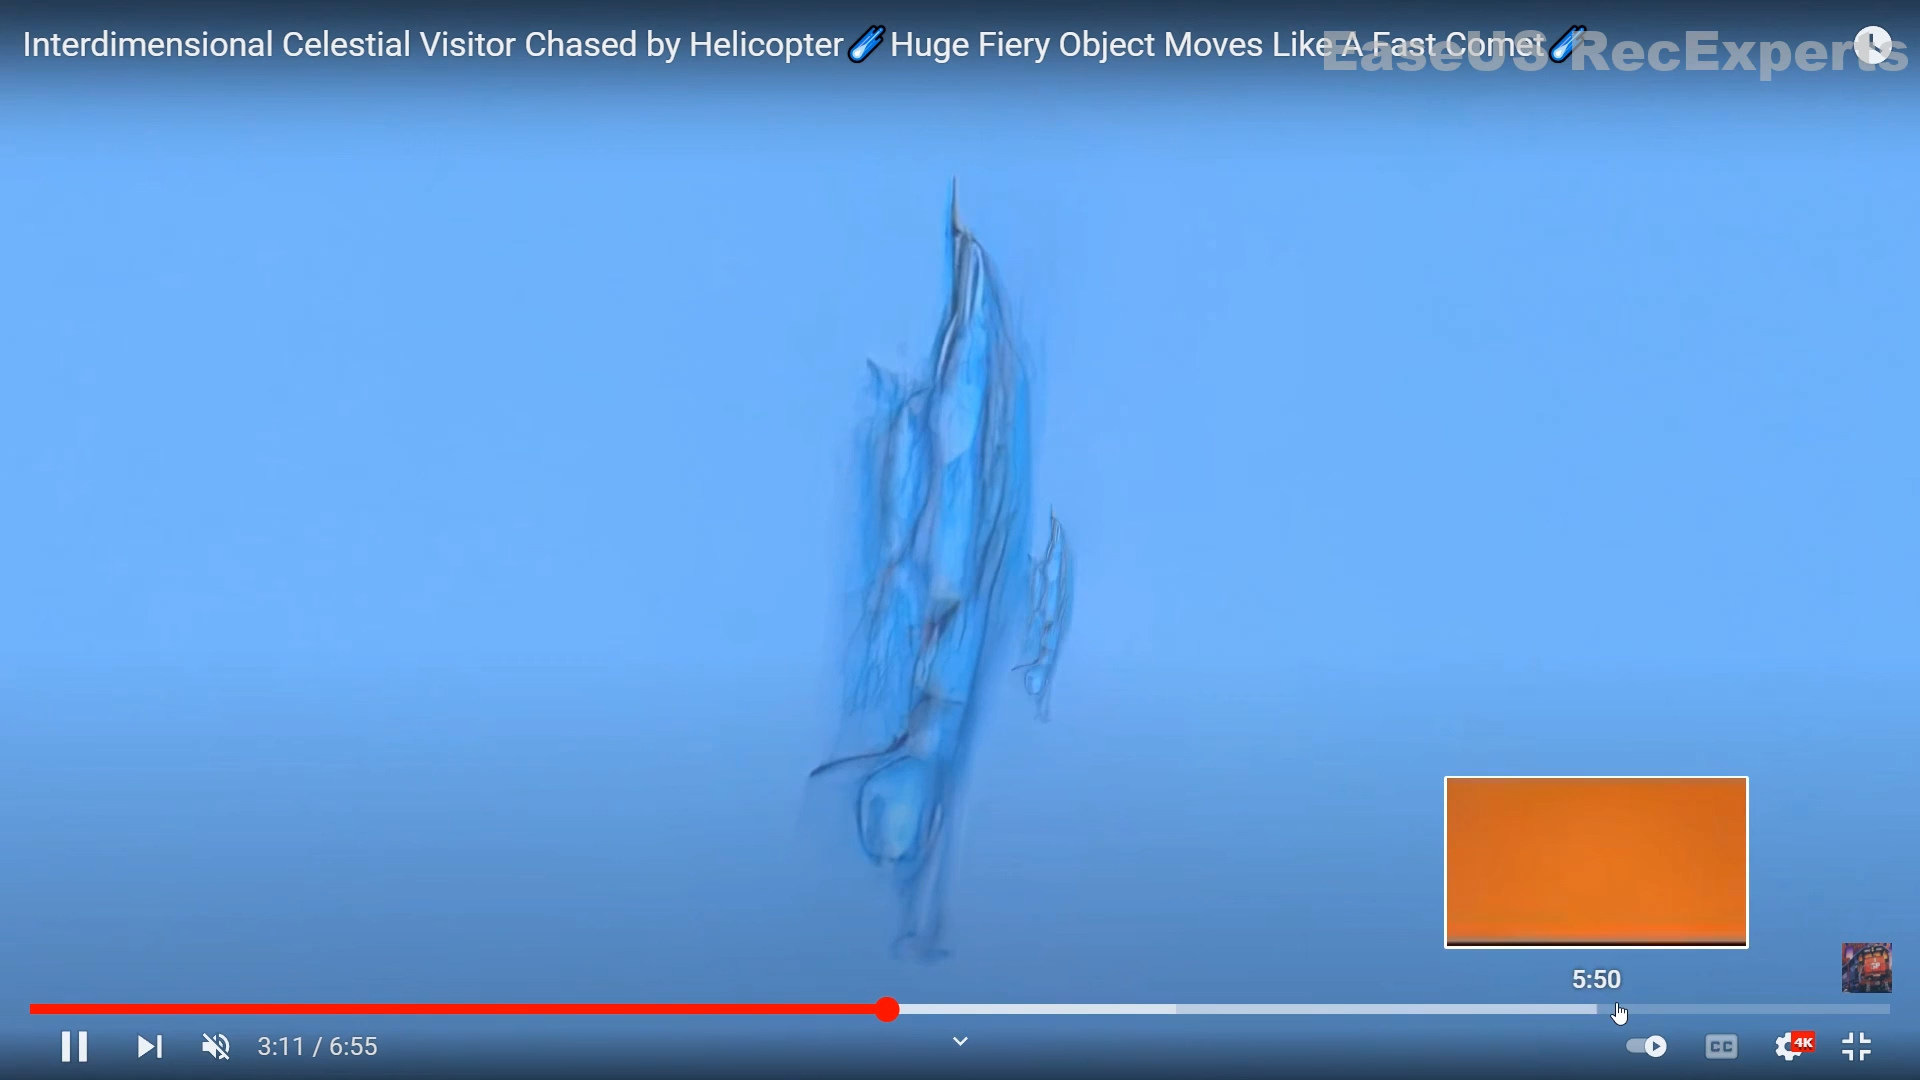 Interdimensional Celestial Visitor Chased by Helicopter☄Huge Fiery Object Moves Like A Fast Comet☄
EaseUS RecExperts
5:50
3:11 / 6:55
CC
4K